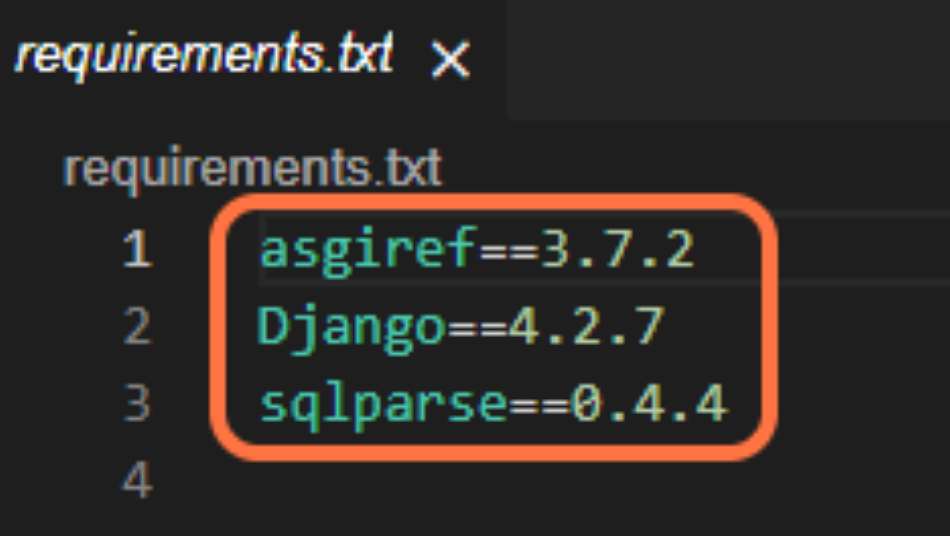 requirements.txt ×
requirements.txt
1 asgiref==3.7.2
2 Django==4.2.7
3 sqlparse==0.4.4
4